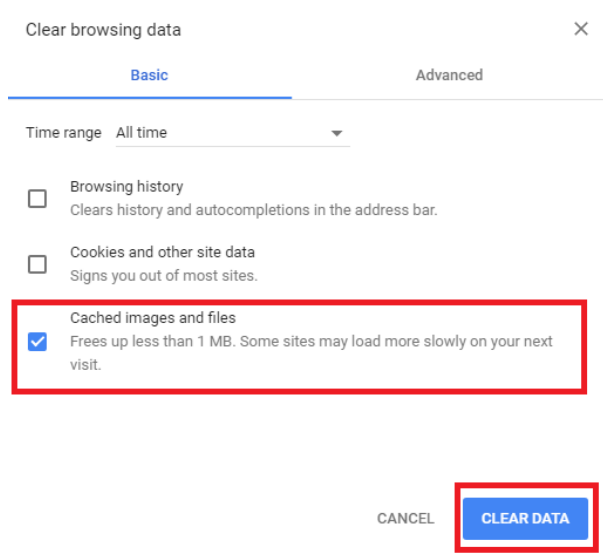 Clear browsing data
Basic Advanced
Time range All time
Browsing history
Clears history and autocompletions in the address bar.
Cookies and other site data
Signs you out of most sites.
Cached images and files
Frees up less than 1 MB. Some sites may load more slowly on your next
visit.
CANCEL CLEAR DATA